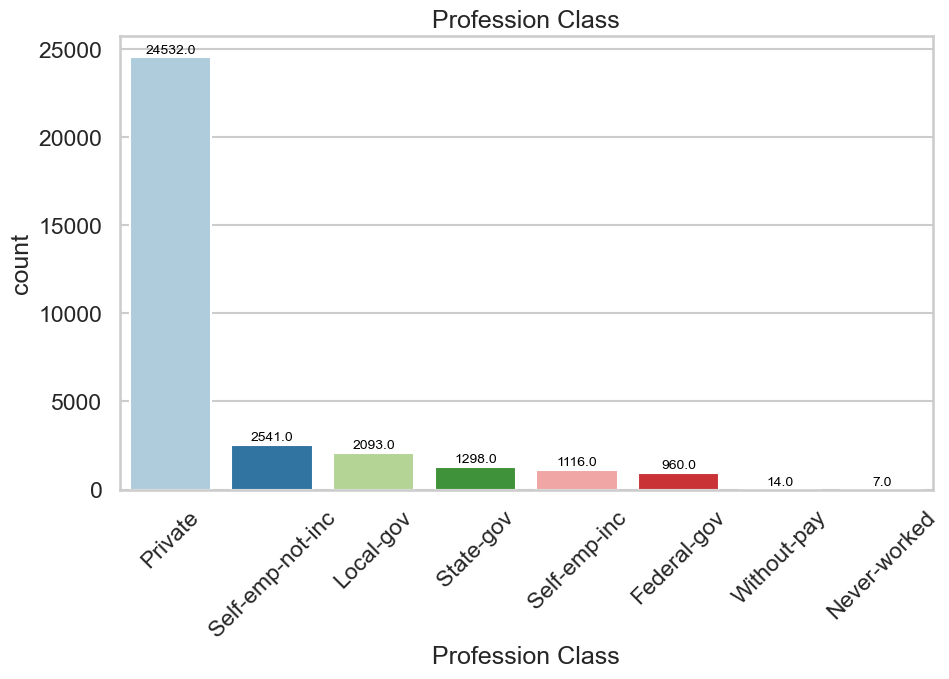 Profession Class
count
25000
20000
15000
10000
5000
0
24532.0
2541.0
2093.0
1298.0
1116.0
960.0
14.0
7.0
Private
Self-emp-not-inc
Local-gov
State-gov
Self-emp-inc
Federal-gov
Without-pay
Never-worked
Profession Class